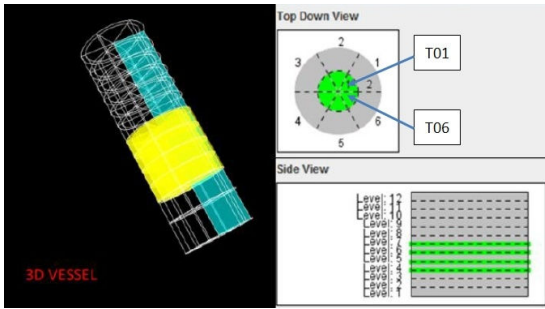 3D VESSEL
Top Down View
2
3
1
2
4
6
5
T01
T06
Side View
Level: 12
Level: 11
Level: 10
Level: 9
Level: 8
Level: 7
Level: 6
Level: 5
Level: 4
Level: 3
Level: 2
Level: 1